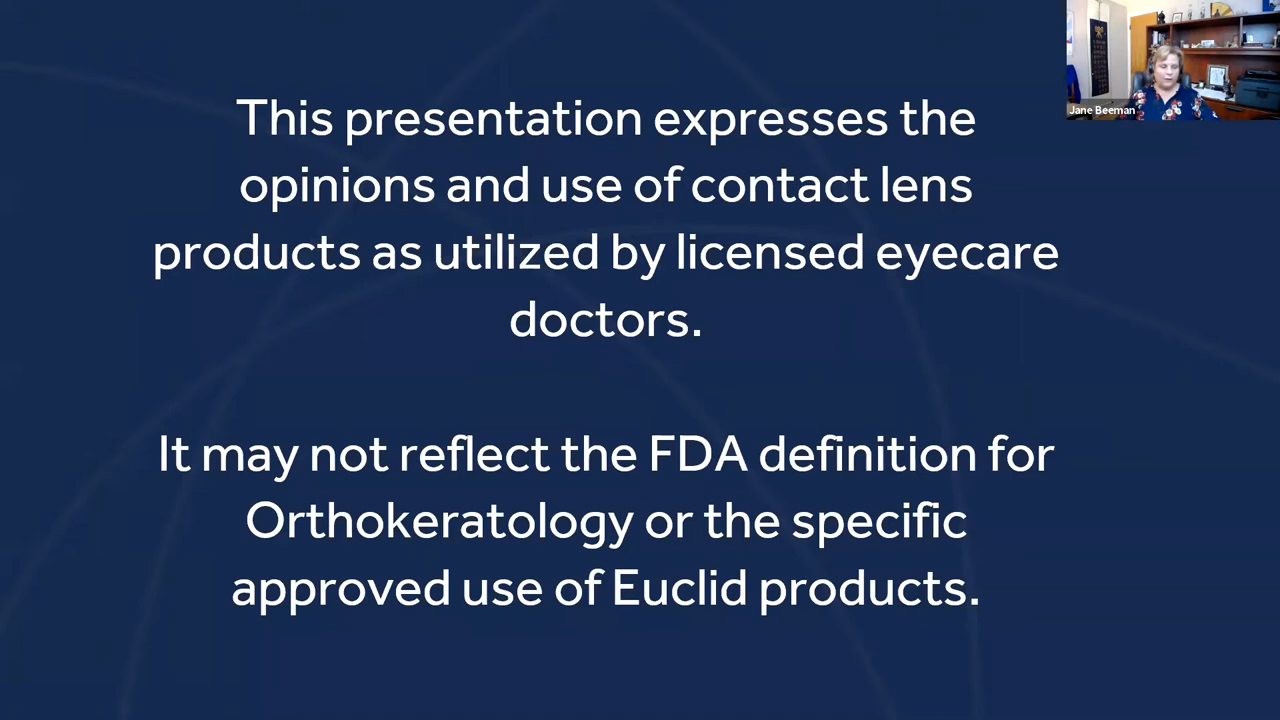 This presentation expresses the
opinions and use of contact lens
products as utilized by licensed eyecare
doctors.
It may not reflect the FDA definition for
Orthokeratology or the specific
approved use of Euclid products.
Jane Beeman